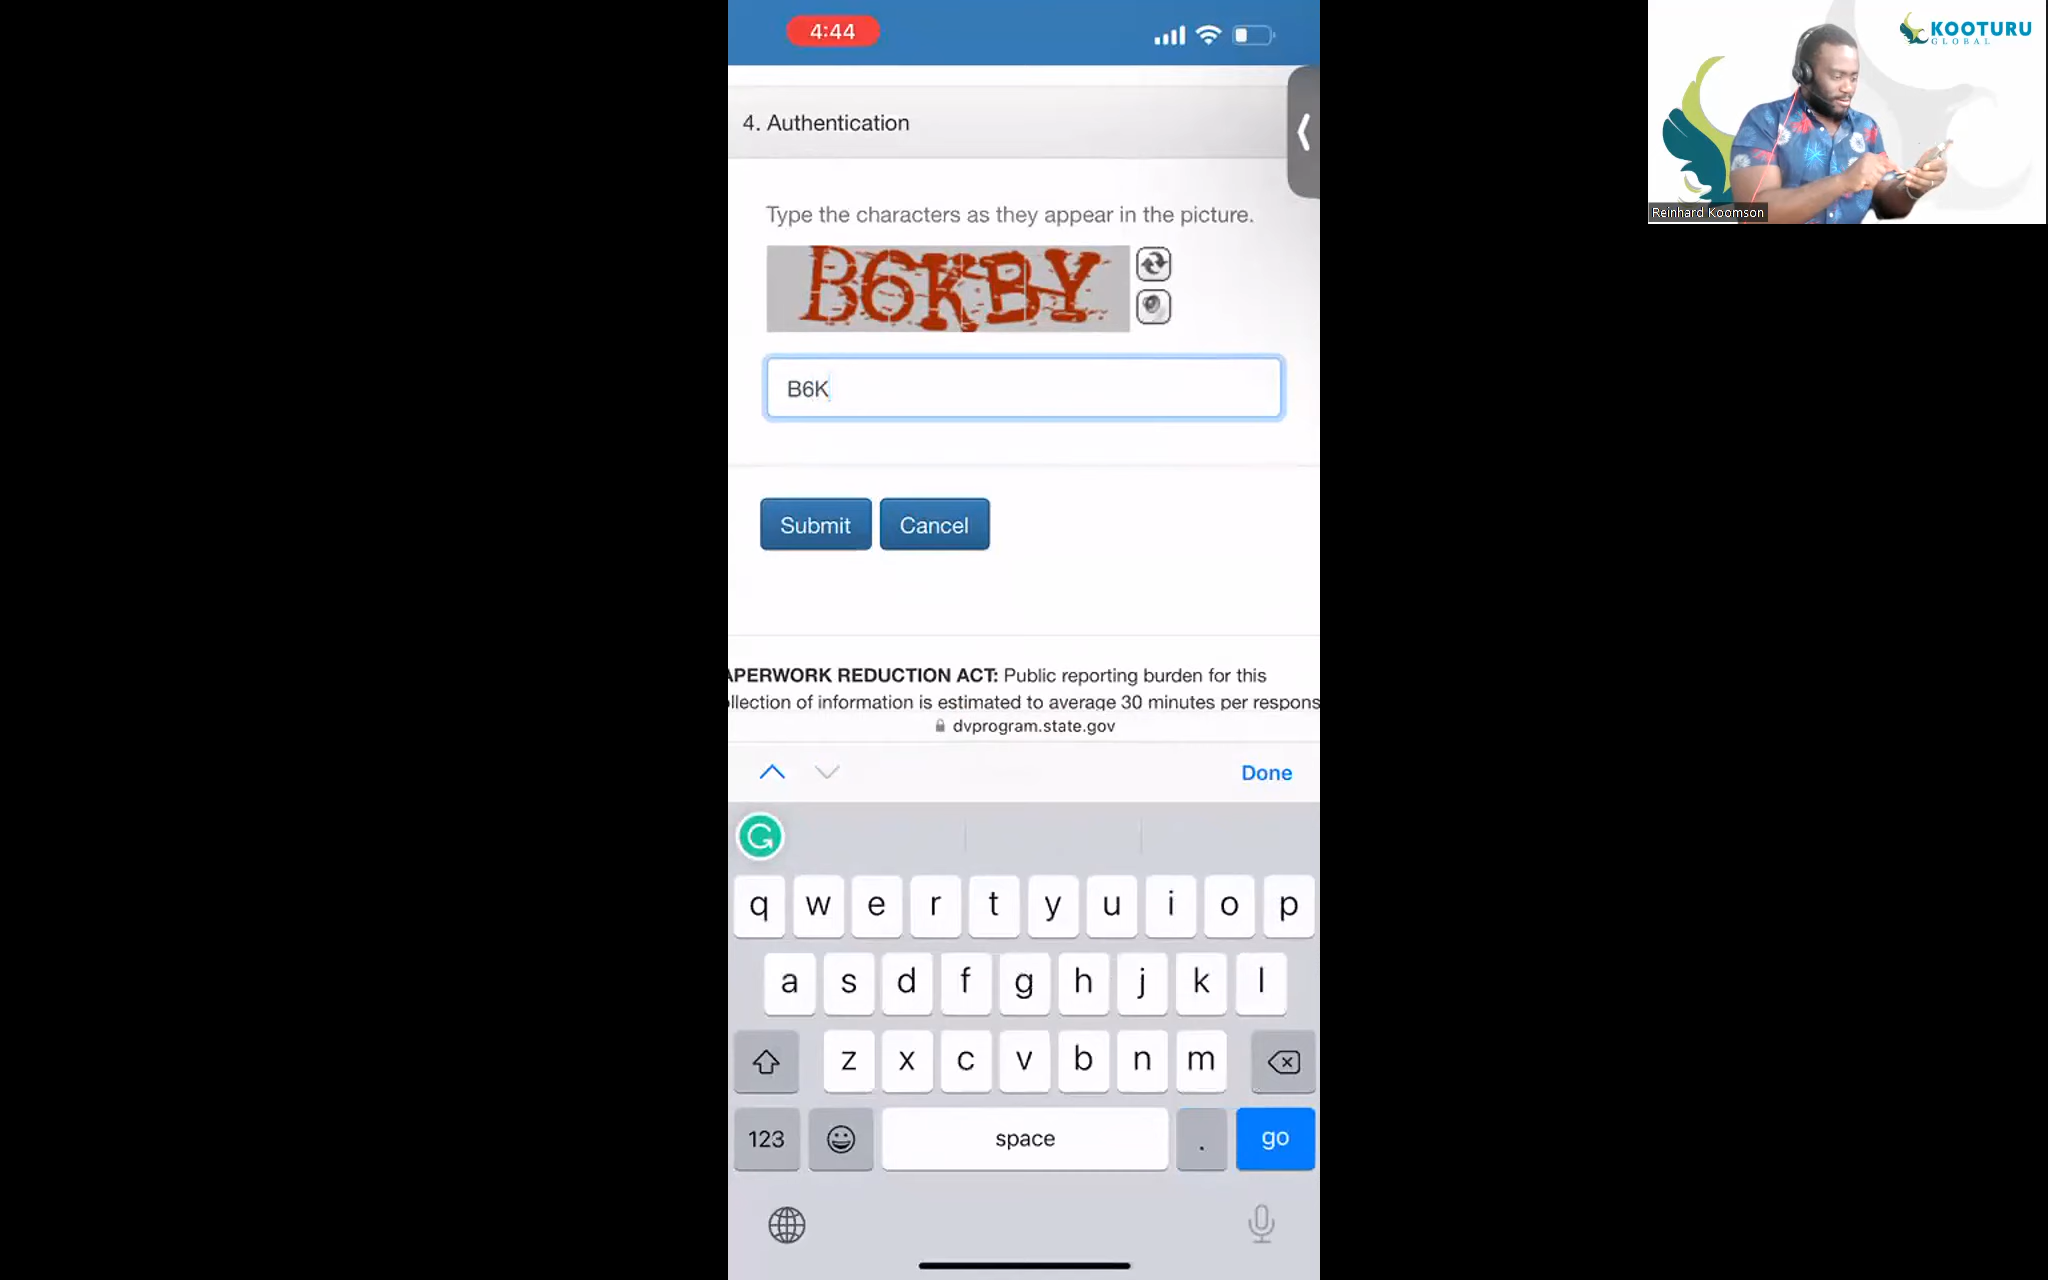 4:44
KOOTURU
GLOBAL
Reinhard Koomson
4. Authentication
Type the characters as they appear in the picture.
B6KBY
B6K
Submit Cancel
APERWORK REDUCTION ACT: Public reporting burden for this
ollection of information is estimated to average 30 minutes per respons
dvprogram.state.gov
Done
q w e r t y u i o p
a s d f g h j k l
z x c v b n m
123 space . go